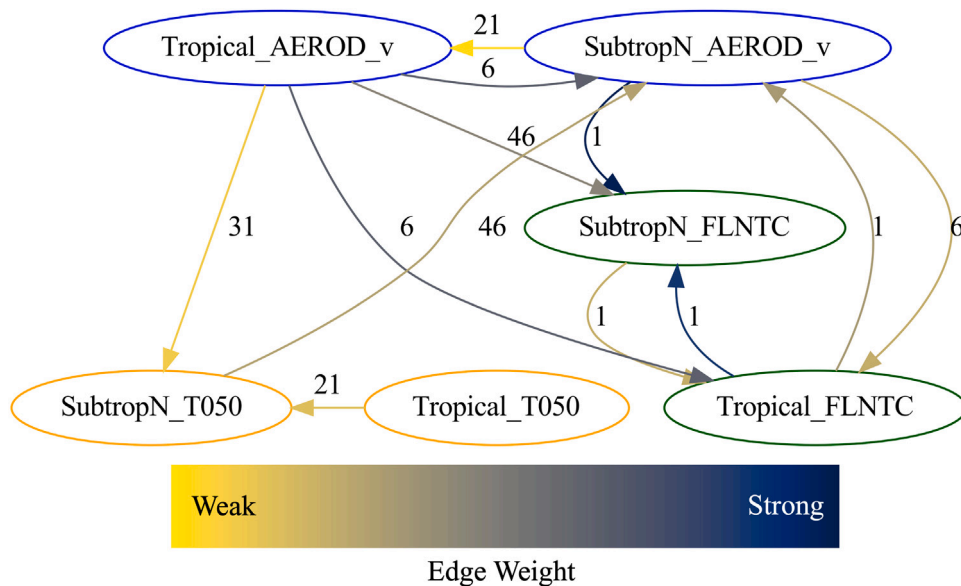 21
Tropical_AEROD_v
SubtropN_AEROD_v
6
46
1
SubtropN_FLNTC
31
6
46
1
6
1
1
21
SubtropN_T050
Tropical_T050
Tropical_FLNTC
Weak
Strong
Edge Weight